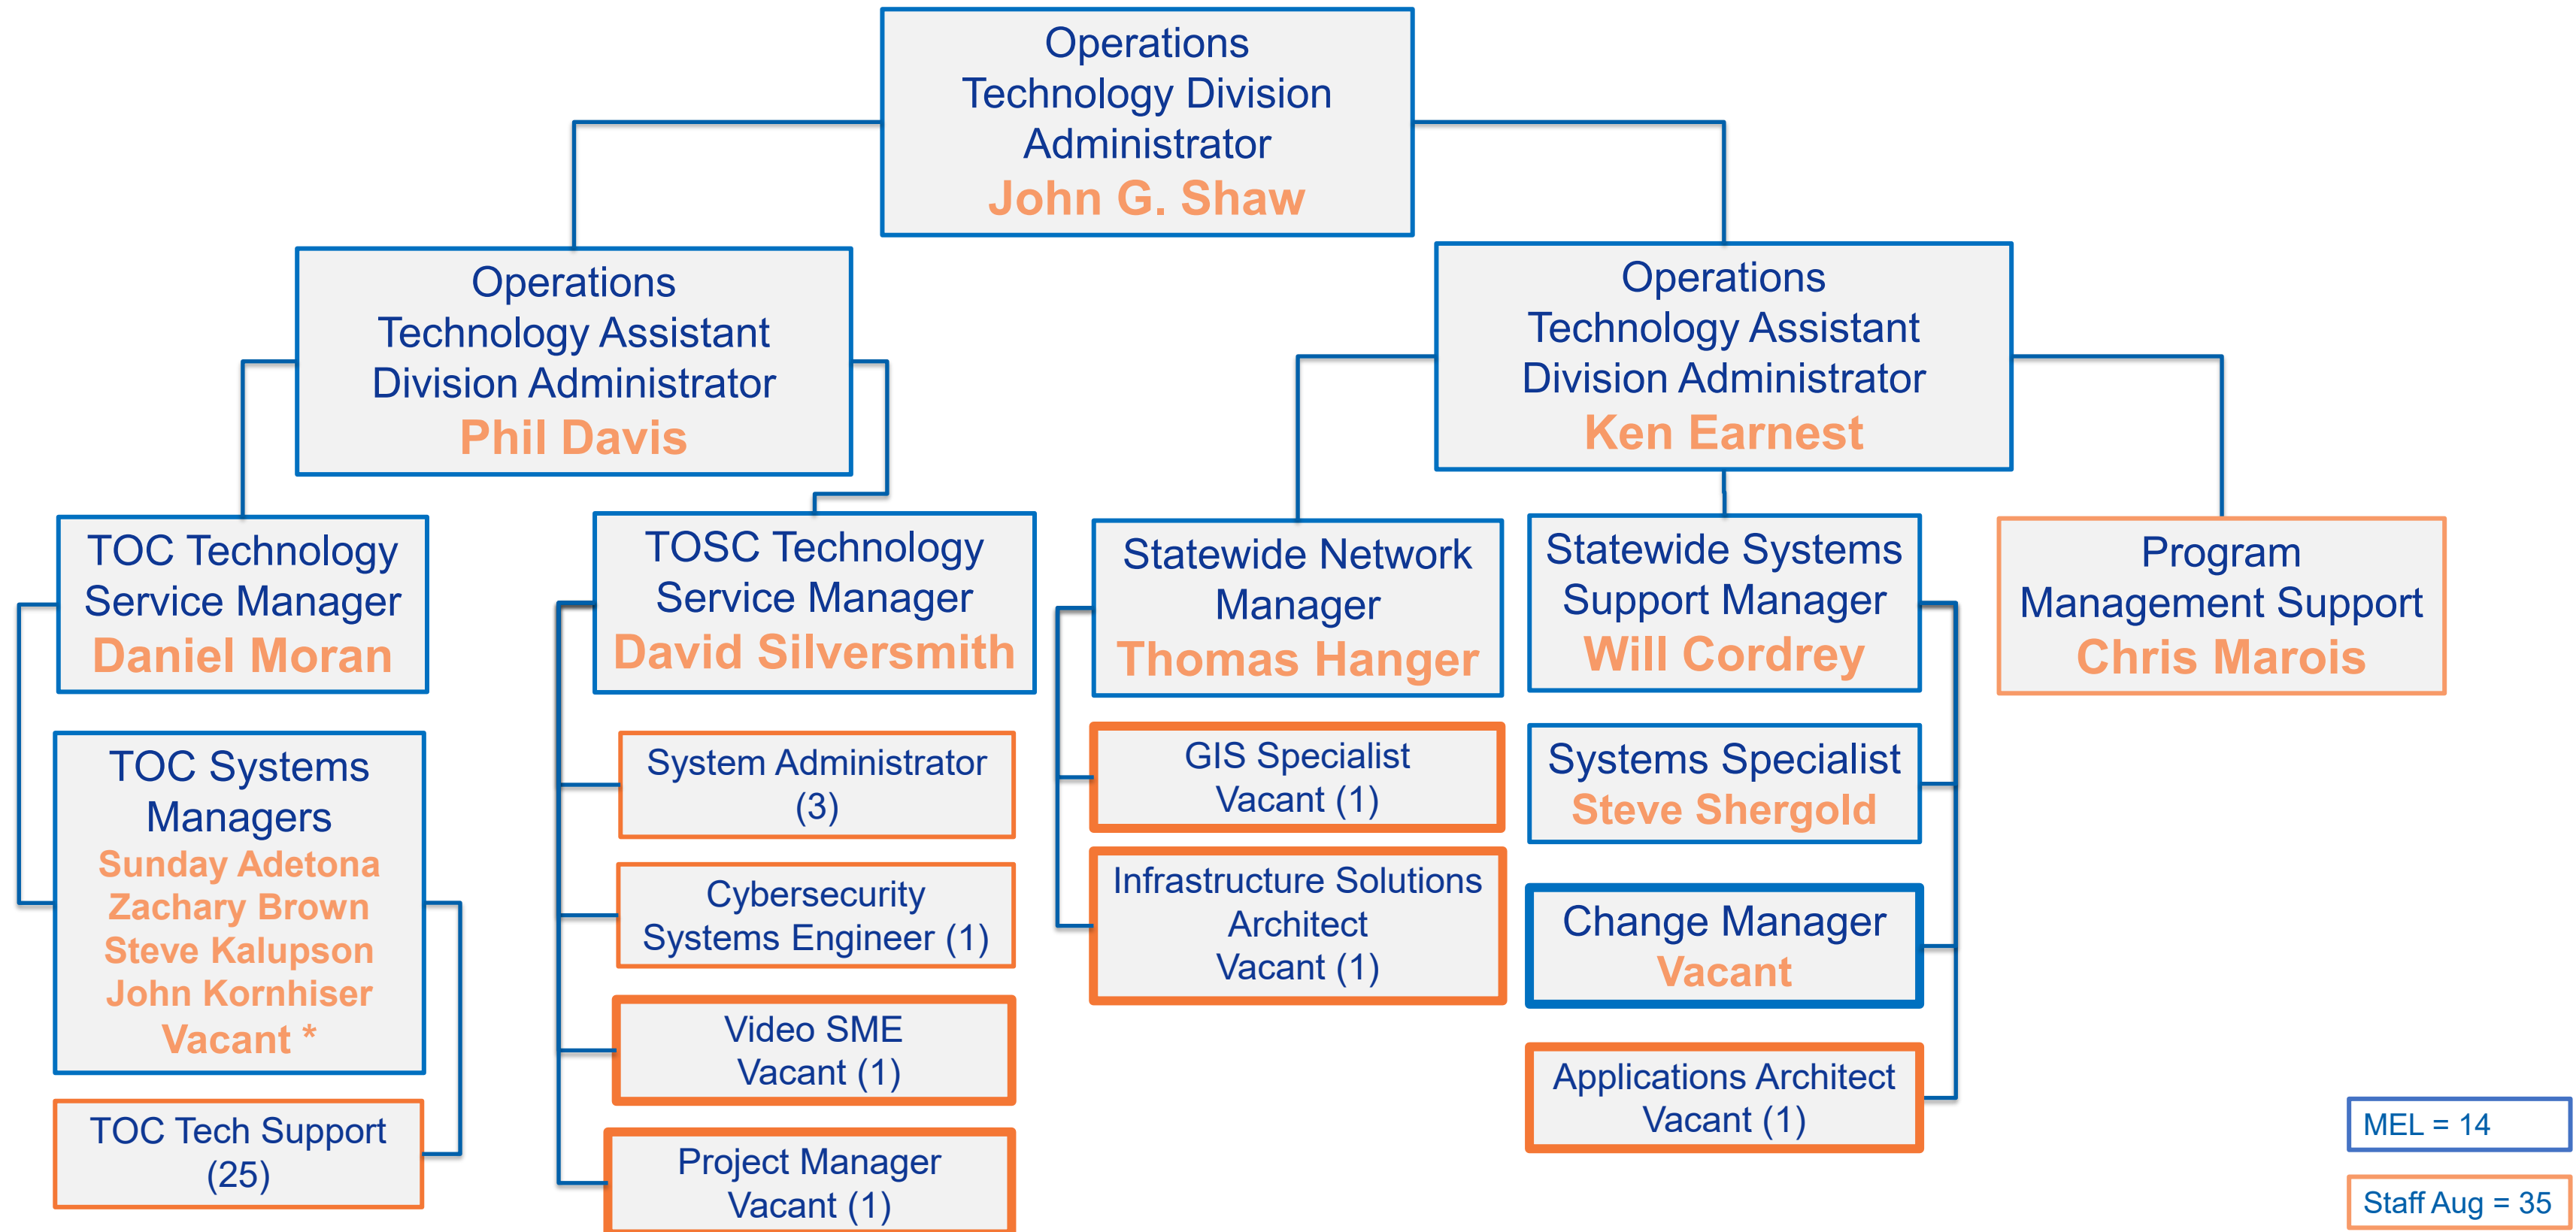 Operations
Technology Division
Administrator
John G. Shaw
Operations
Technology Assistant
Division Administrator
Phil Davis
Operations
Technology Assistant
Division Administrator
Ken Earnest
TOC Technology
Service Manager
Daniel Moran
TOSC Technology
Service Manager
David Silversmith
Statewide Network
Manager
Thomas Hanger
Statewide Systems
Support Manager
Will Cordrey
Program
Management Support
Chris Marois
TOC Systems
Managers
Sunday Adetona
Zachary Brown
Steve Kalupson
John Kornhiser
Vacant *
TOC Tech Support
(25)
System Administrator
(3)
Cybersecurity
Systems Engineer (1)
Video SME
Vacant (1)
Project Manager
Vacant (1)
GIS Specialist
Vacant (1)
Infrastructure Solutions
Architect
Vacant (1)
Systems Specialist
Steve Shergold
Change Manager
Vacant
Applications Architect
Vacant (1)
MEL = 14
Staff Aug = 35